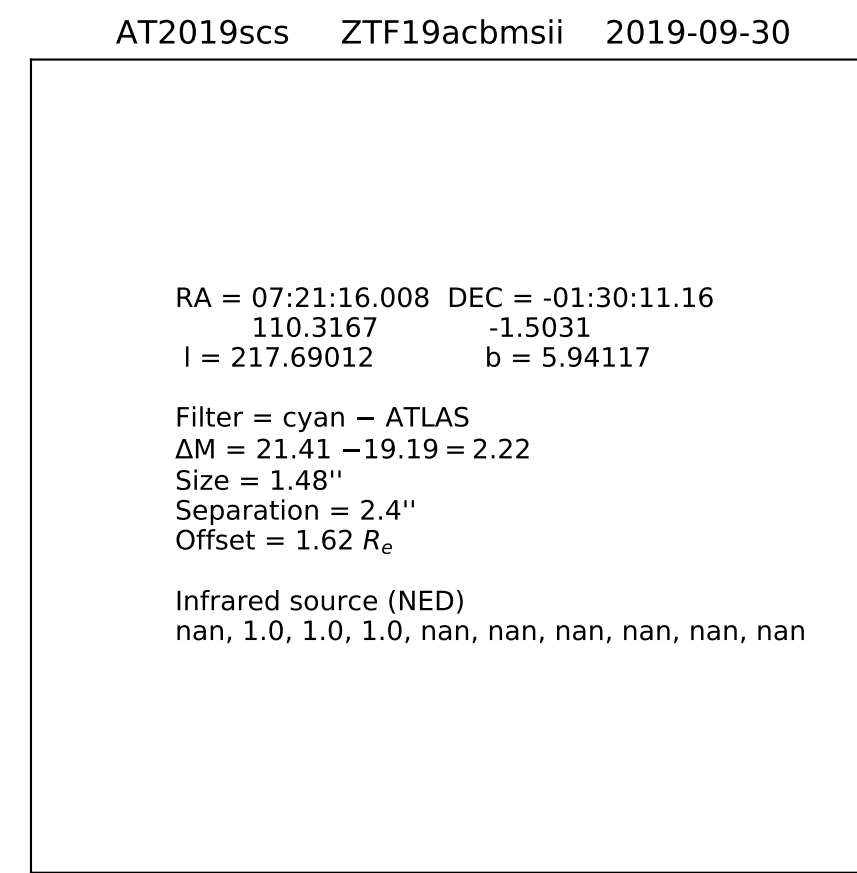 AT2019scs ZTF19acbmsii 2019-09-30
RA = 07:21:16.008 DEC = -01:30:11.16
110.3167 -1.5031
l = 217.69012 b = 5.94117
Filter = cyan − ATLAS
ΔM = 21.41 −19.19 = 2.22
Size = 1.48''
Separation = 2.4''
Offset = 1.62 Rₑ
Infrared source (NED)
nan, 1.0, 1.0, 1.0, nan, nan, nan, nan, nan, nan